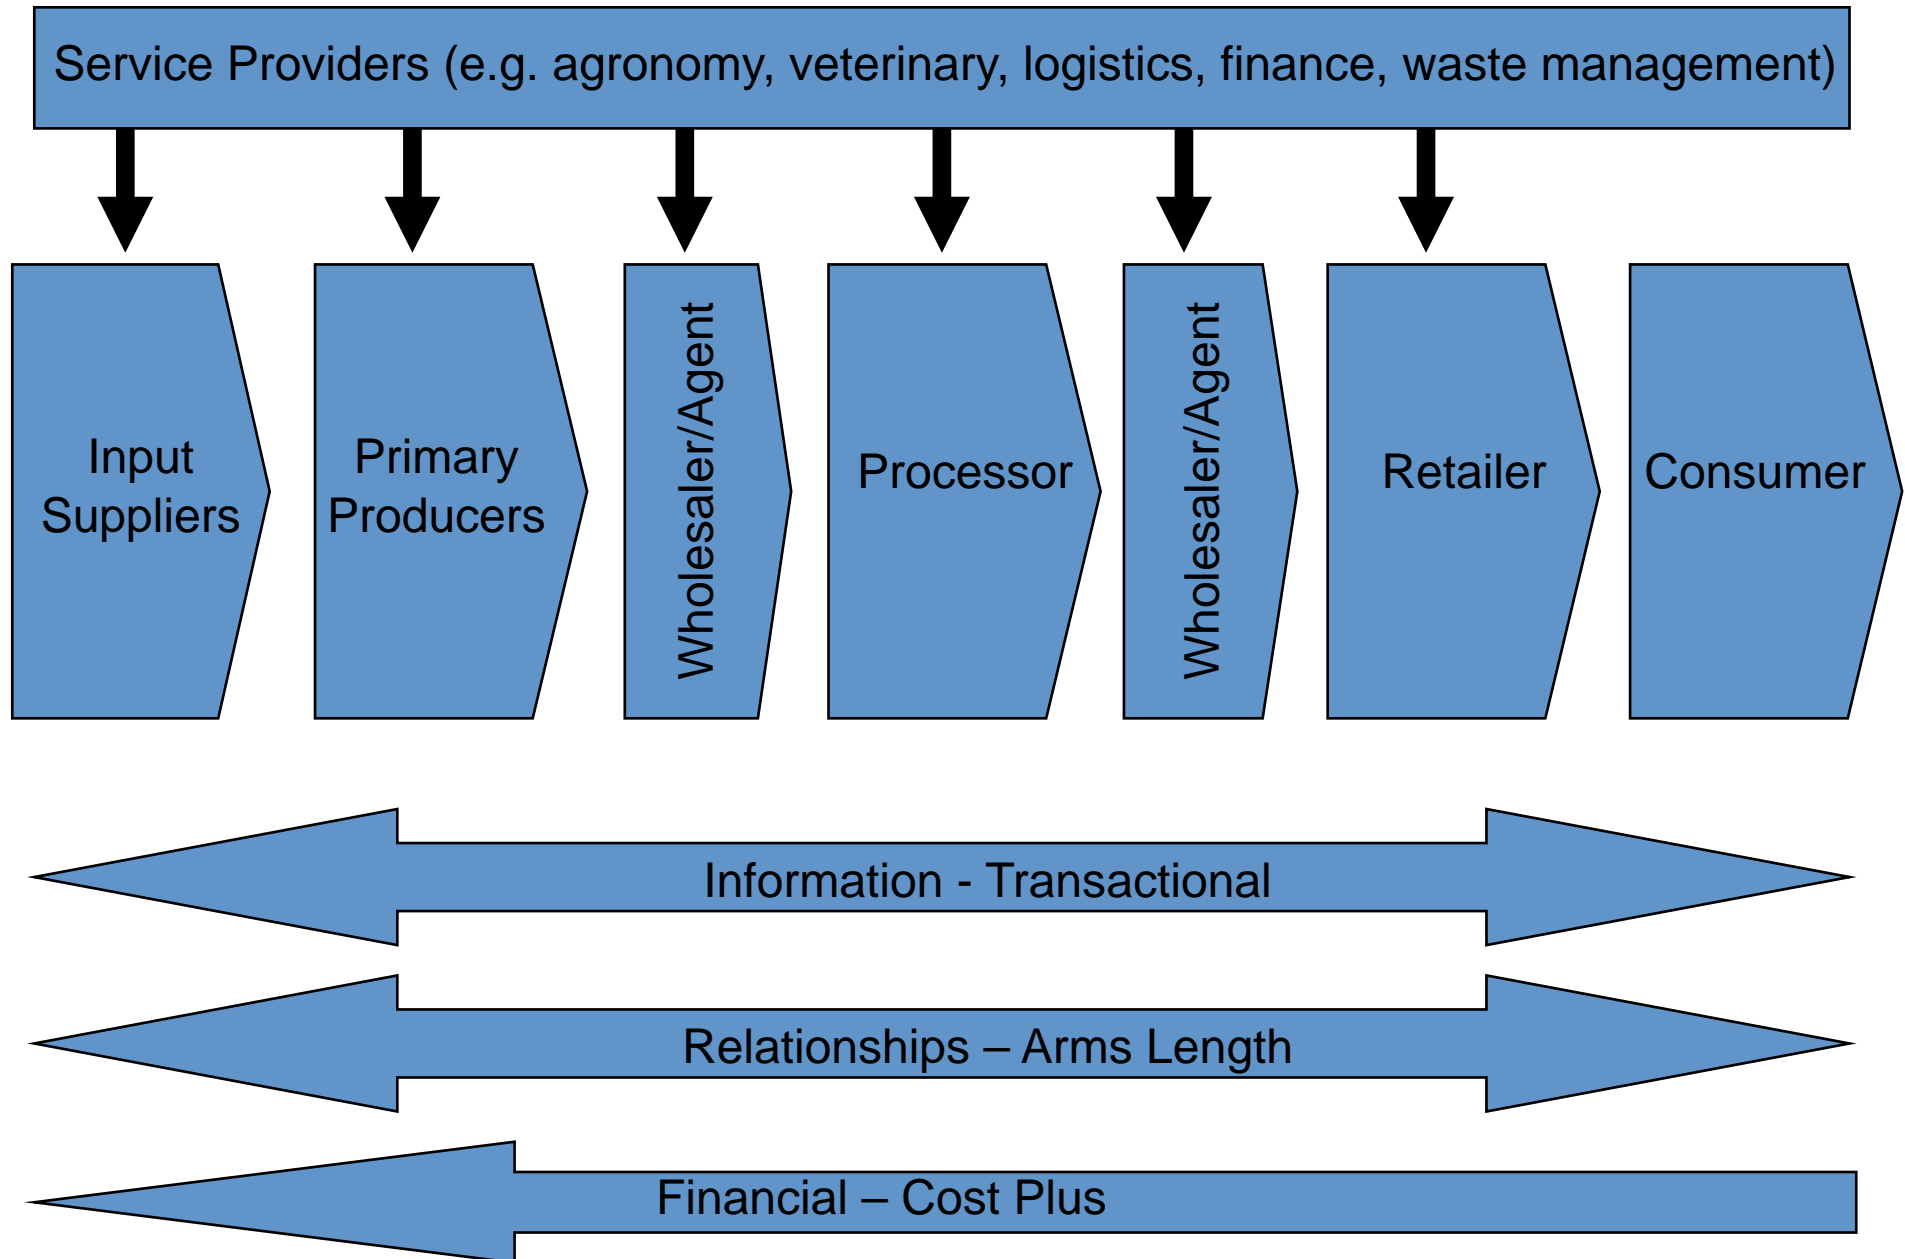 Service Providers (e.g. agronomy, veterinary, logistics, finance, waste management)
Input
Suppliers
Primary
Producers
Wholesaler/Agent
Processor
Wholesaler/Agent
Retailer
Consumer
Information - Transactional
Relationships – Arms Length
Financial – Cost Plus